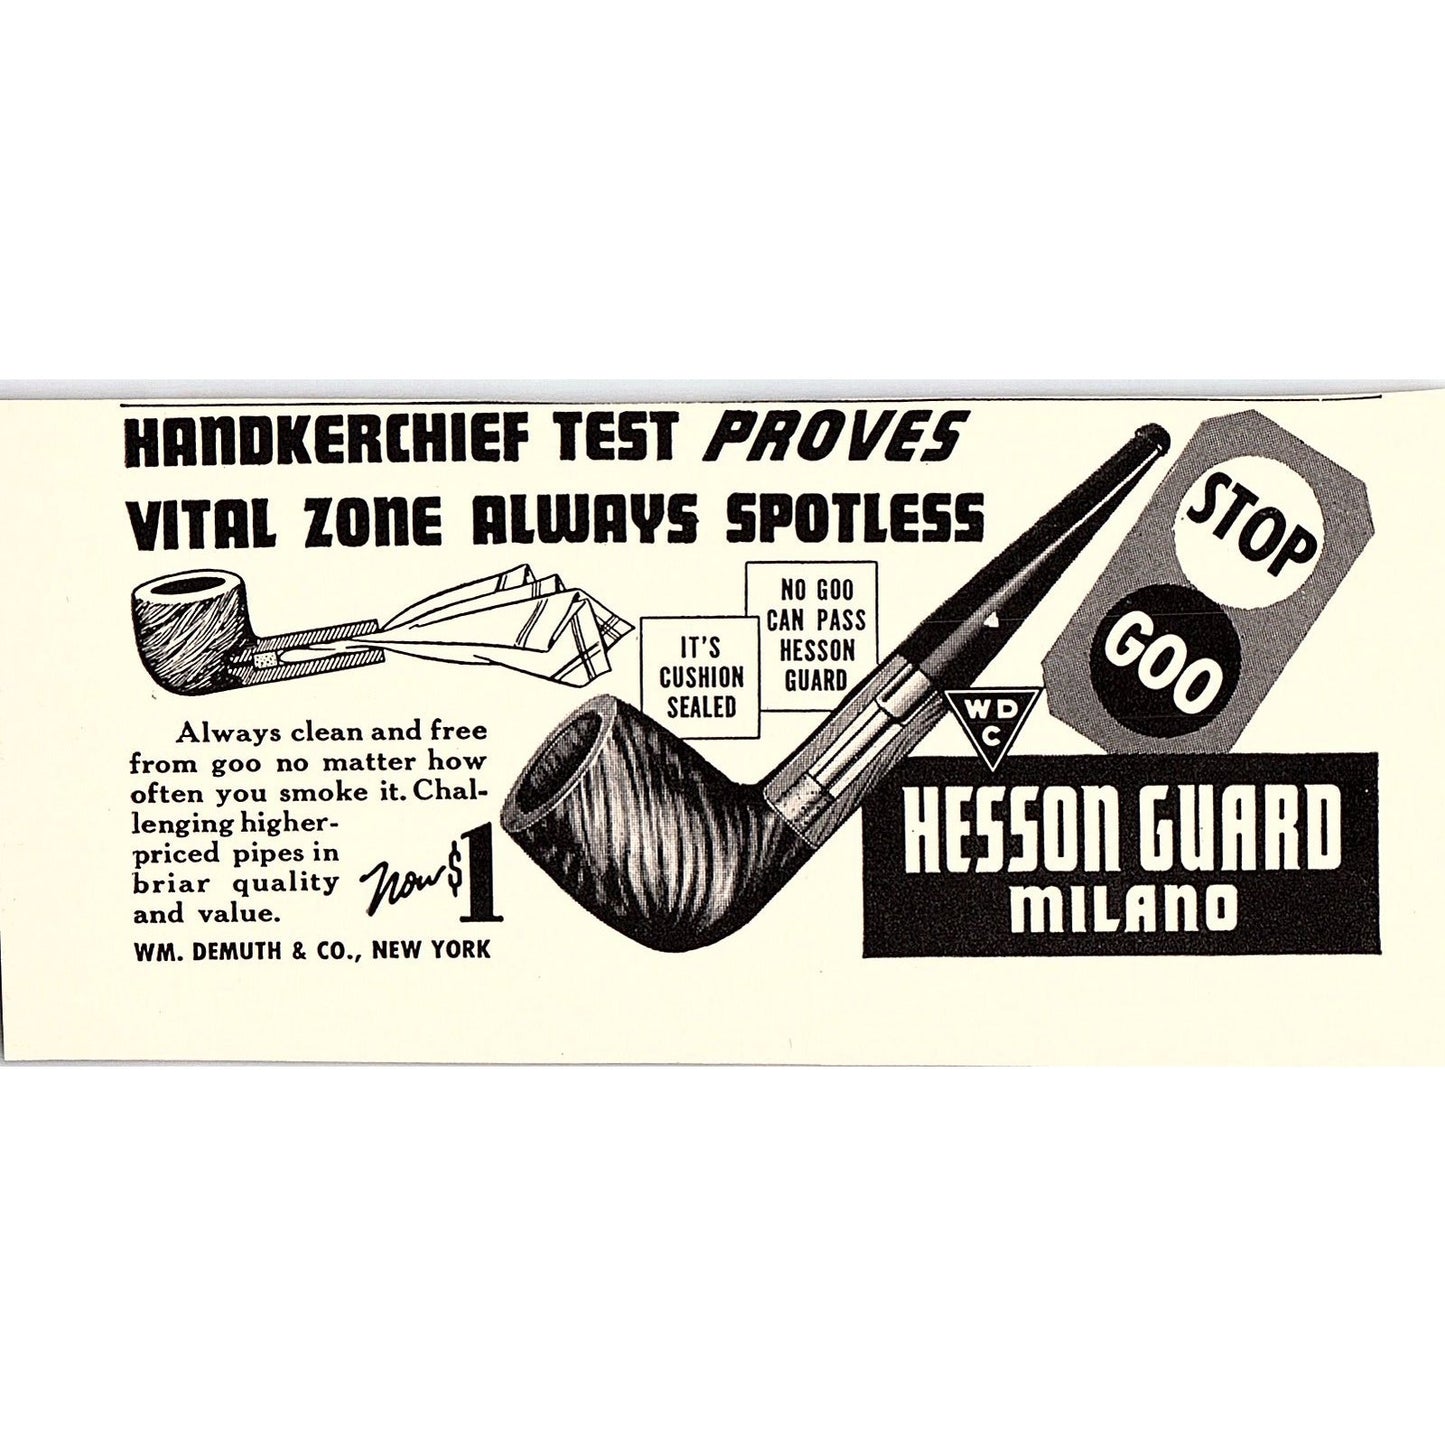 HANDKERCHIEF TEST PROVES
VITAL ZONE ALWAYS SPOTLESS
IT'S
CUSHION
SEALED
NO GOO
CAN PASS
HESSON
GUARD
STOP
GOO
Always clean and free
from goo no matter how
often you smoke it. Chal-
lenging higher-
priced pipes in
briar quality
and value.
Now $1
WM. DEMUTH & CO., NEW YORK
WD
C
HESSON GUARD
MILANO